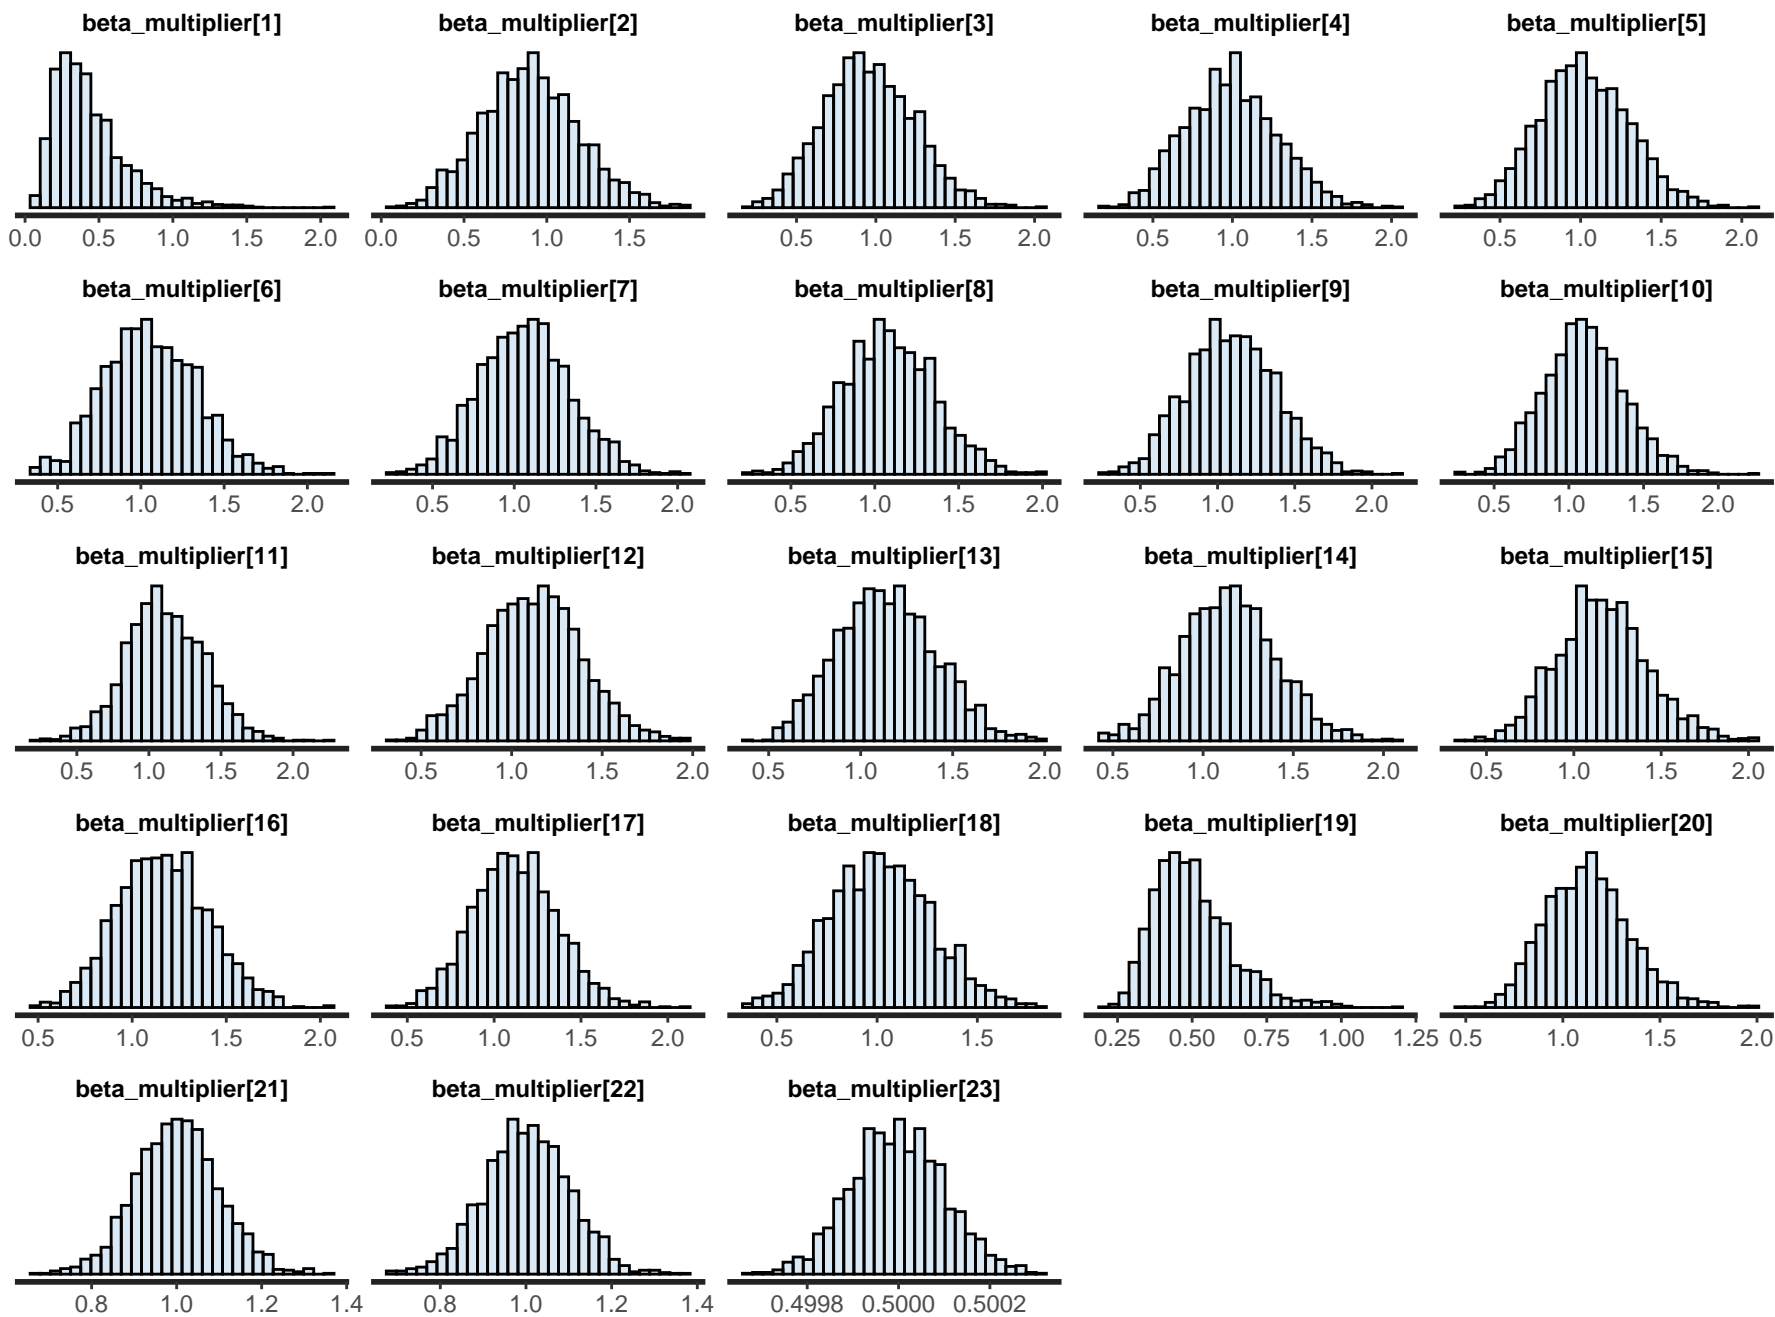 beta_multiplier[1] beta_multiplier[2] beta_multiplier[3] beta_multiplier[4] beta_multiplier[5]
0.0 0.5 1.0 1.5 2.0 0.0 0.5 1.0 1.5 0.5 1.0 1.5 2.0 0.5 1.0 1.5 2.0 0.5 1.0 1.5 2.0
beta_multiplier[6] beta_multiplier[7] beta_multiplier[8] beta_multiplier[9] beta_multiplier[10]
0.5 1.0 1.5 2.0 0.5 1.0 1.5 2.0 0.5 1.0 1.5 2.0 0.5 1.0 1.5 2.0 0.5 1.0 1.5 2.0
beta_multiplier[11] beta_multiplier[12] beta_multiplier[13] beta_multiplier[14] beta_multiplier[15]
0.5 1.0 1.5 2.0 0.5 1.0 1.5 2.0 0.5 1.0 1.5 2.0 0.5 1.0 1.5 2.0 0.5 1.0 1.5 2.0
beta_multiplier[16] beta_multiplier[17] beta_multiplier[18] beta_multiplier[19] beta_multiplier[20]
0.5 1.0 1.5 2.0 0.5 1.0 1.5 2.0 0.5 1.0 1.5 0.25 0.50 0.75 1.00 1.25 0.5 1.0 1.5 2.0
beta_multiplier[21] beta_multiplier[22] beta_multiplier[23]
0.8 1.0 1.2 1.4 0.8 1.0 1.2 1.4 0.4998 0.5000 0.5002